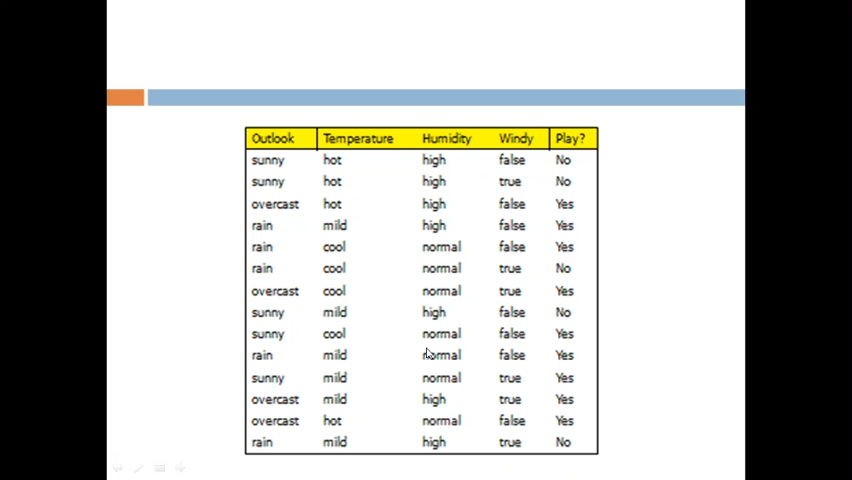 Outlook Temperature Humidity Windy Play?
sunny hot high false No
sunny hot high true No
overcast hot high false Yes
rain mild high false Yes
rain cool normal false Yes
rain cool normal true No
overcast cool normal true Yes
sunny mild high false No
sunny cool normal false Yes
rain mild normal false Yes
sunny mild normal true Yes
overcast mild high true Yes
overcast hot normal false Yes
rain mild high true No